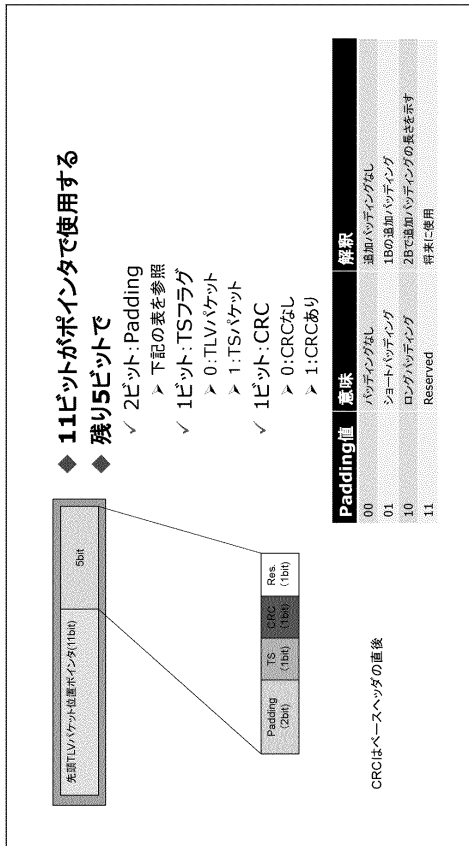 先頭TLVパケット位置ポインタ(11bit)
5bit
Padding
(2bit)
TS
(1bit)
CRC
(1bit)
Res.
(1bit)
CRCはベースヘッダの直後
◆ 11ビットがポインタで使用する
◆ 残り5ビットで
✓ 2ビット:Padding
➤ 下記の表を参照
✓ 1ビット:TSフラグ
➤ 0:TLVパケット
➤ 1:TSパケット
✓ 1ビット:CRC
➤ 0:CRCなし
➤ 1:CRCあり
Padding値 意味 解釈
00 パッディングなし 追加パッディングなし
01 ショートパッディング 1Bの追加パッディング
10 ロングパッディング 2Bで追加パッディングの長さを示す
11 Reserved 将来に使用